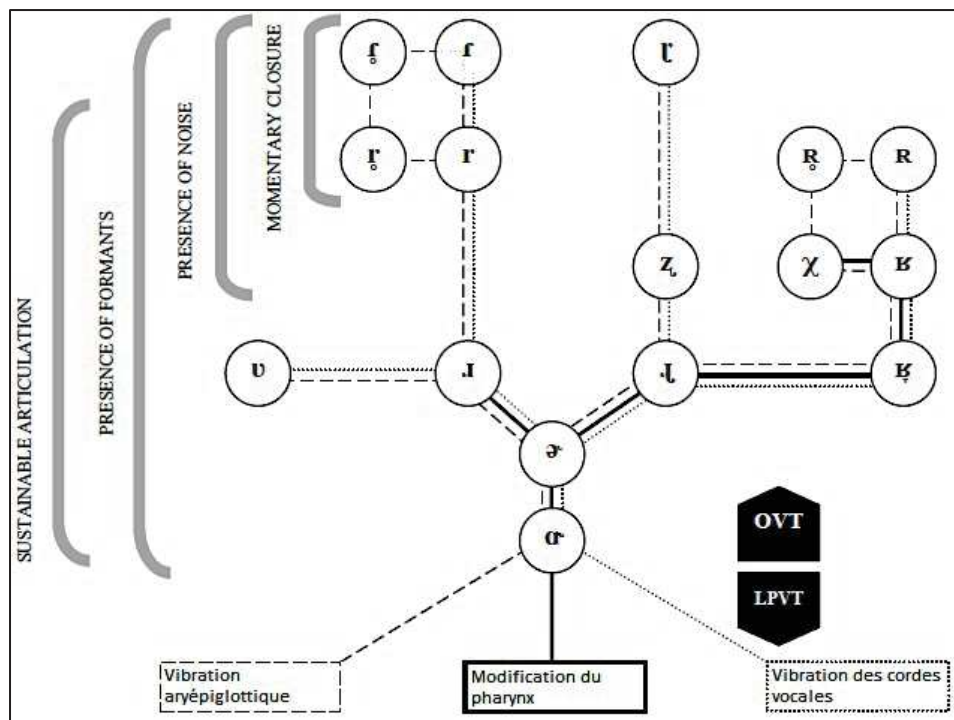 SUSTAINABLE ARTICULATION
PRESENCE OF FORMANTS
PRESENCE OF NOISE
MOMENTARY CLOSURE
ɾ̥ ɾ ɽ
r̥ r ʀ̥ ʀ
ʐ χ ʁ
ʋ ɹ ɻ ʁ̞
ɚ
ɑ˞
OVT
LPVT
Vibration
aryépiglottique
Modification du
pharynx
Vibration des cordes
vocales